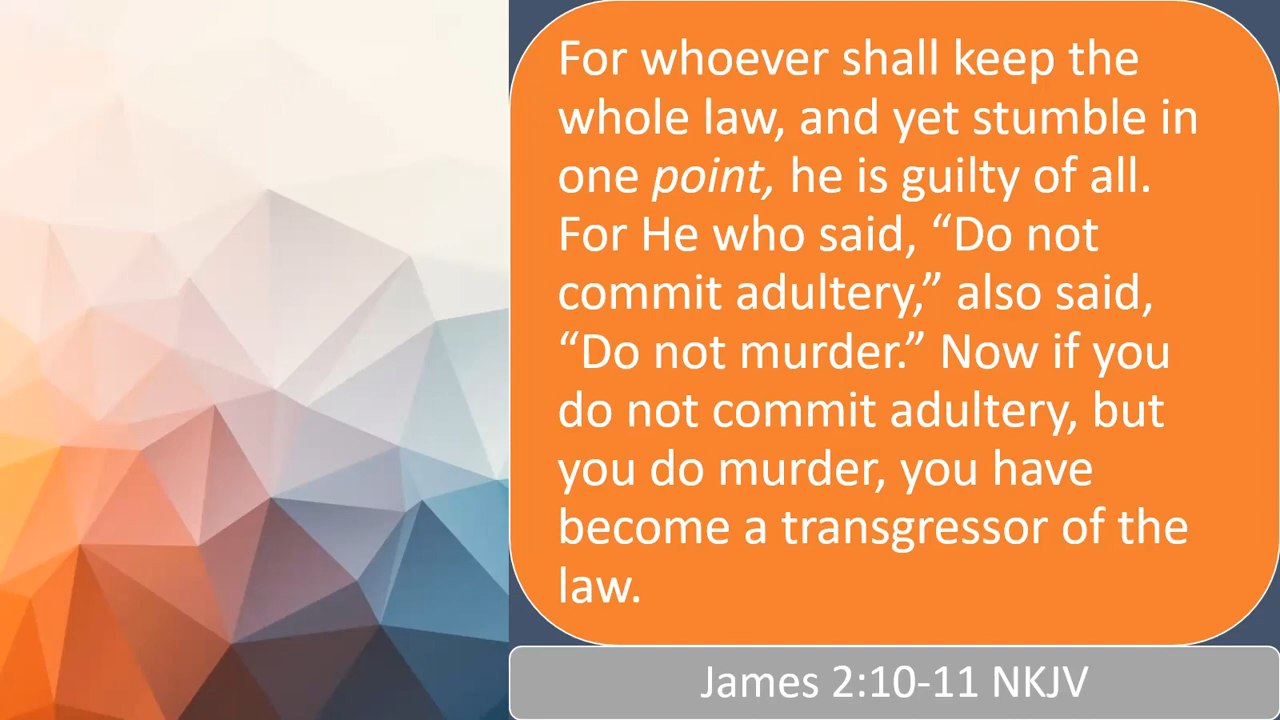 For whoever shall keep the
whole law, and yet stumble in
one point, he is guilty of all.
For He who said, “Do not
commit adultery,” also said,
“Do not murder.” Now if you
do not commit adultery, but
you do murder, you have
become a transgressor of the
law.
James 2:10-11 NKJV